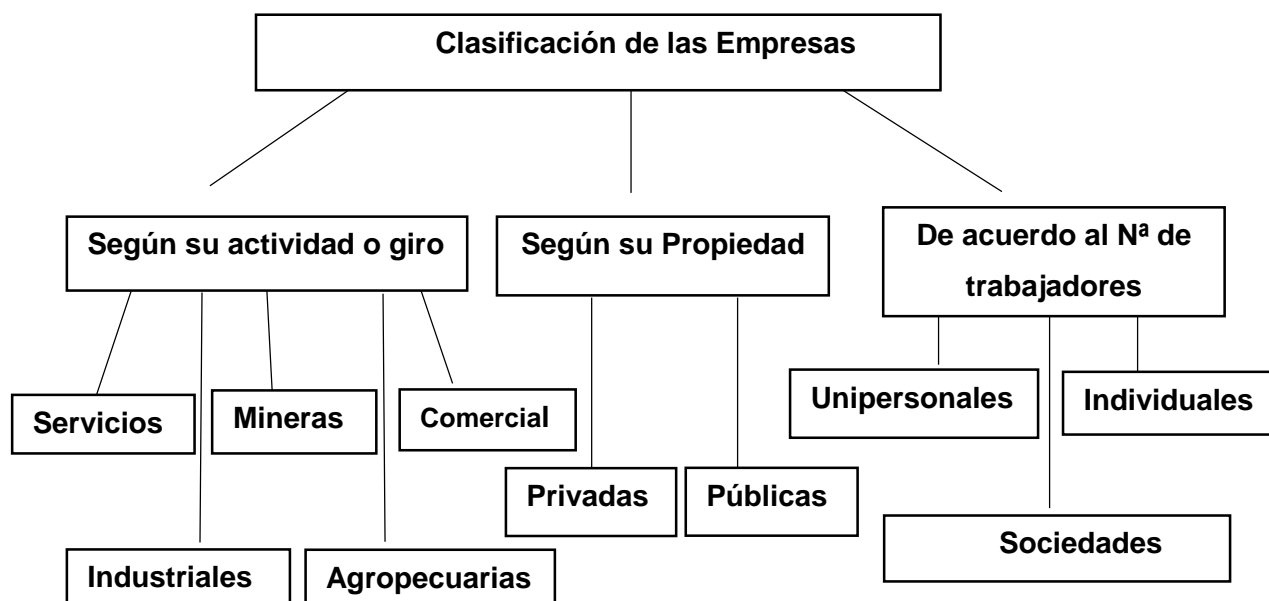 Clasificación de las Empresas
Según su actividad o giro
Según su Propiedad
De acuerdo al Nª de
trabajadores
Servicios
Mineras
Comercial
Unipersonales
Individuales
Privadas
Públicas
Sociedades
Industriales
Agropecuarias